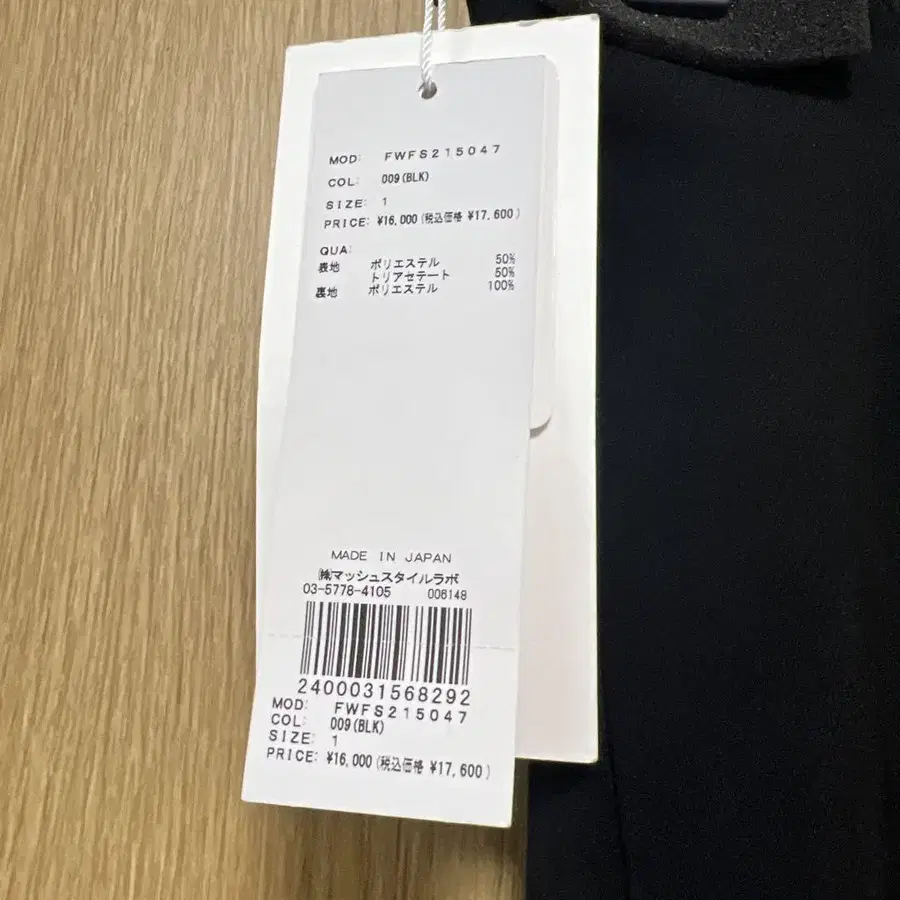 MOD: FWFS215047
COL: 009(BLK)
SIZE: 1
PRICE: ¥16,000(税込価格 ¥17,600)
QUA:
表地 ポリエステル 50%
トリアセテート 50%
裏地 ポリエステル 100%
MADE IN JAPAN
㈱マッシュスタイルラボ
03-5778-4105 006148
2400031568292
MOD: FWFS215047
COL: 009(BLK)
SIZE: 1
PRICE: ¥16,000(税込価格 ¥17,600)